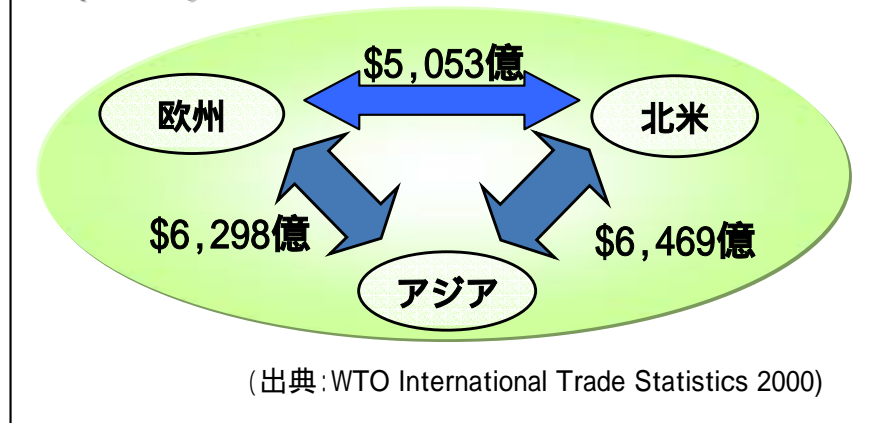 $5,053億
欧州
北米
$6,298億
$6,469億
アジア
(出典:WTO International Trade Statistics 2000)